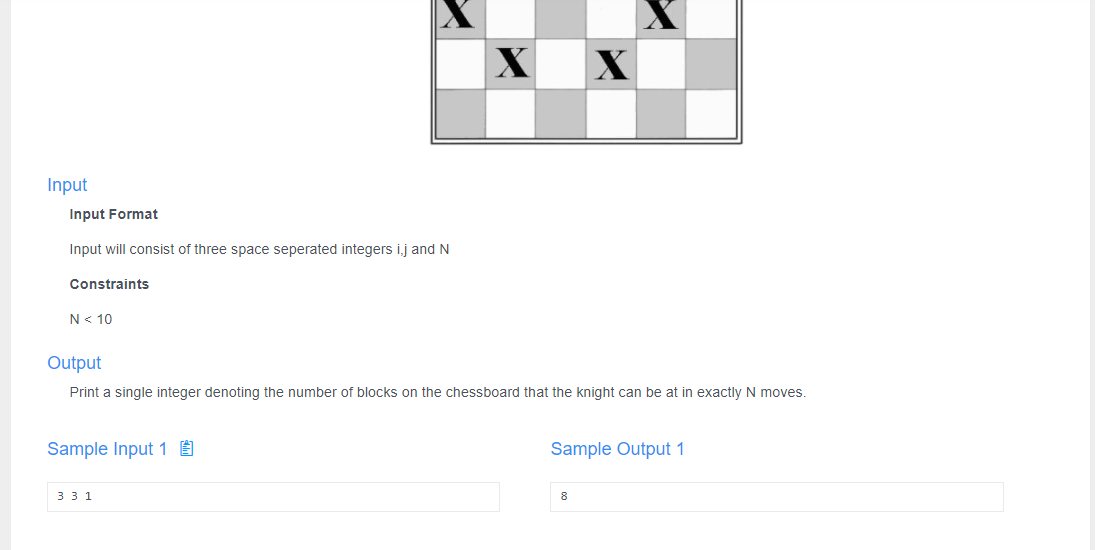 X X
X X
Input
Input Format
Input will consist of three space seperated integers i,j and N
Constraints
N < 10
Output
Print a single integer denoting the number of blocks on the chessboard that the knight can be at in exactly N moves.
Sample Input 1 Sample Output 1
3 3 1 8